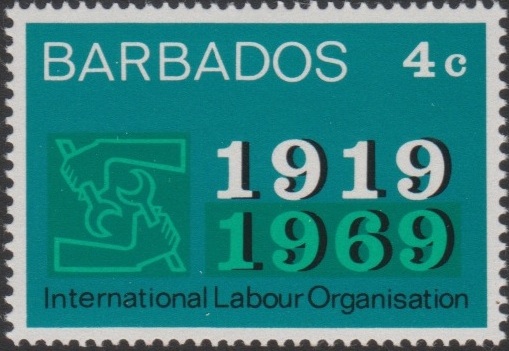 BARBADOS 4c
1919
1969
International Labour Organisation